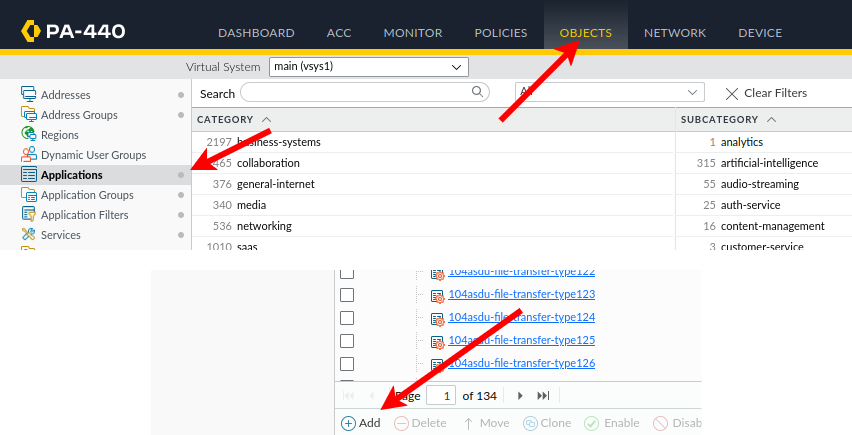 PA-440 DASHBOARD ACC MONITOR POLICIES OBJECTS NETWORK DEVICE
Virtual System main (vsys1)
Addresses
Address Groups
Regions
Dynamic User Groups
Applications
Application Groups
Application Filters
Services
Search All Clear Filters
CATEGORY SUBCATEGORY
2197 business-systems 1 analytics
465 collaboration 315 artificial-intelligence
376 general-internet 55 audio-streaming
340 media 25 auth-service
536 networking 16 content-management
1010 saas 3 customer-service
104asdu-file-transfer-type122
104asdu-file-transfer-type123
104asdu-file-transfer-type124
104asdu-file-transfer-type125
104asdu-file-transfer-type126
Page 1 of 134
Add Delete Move Clone Enable Disab